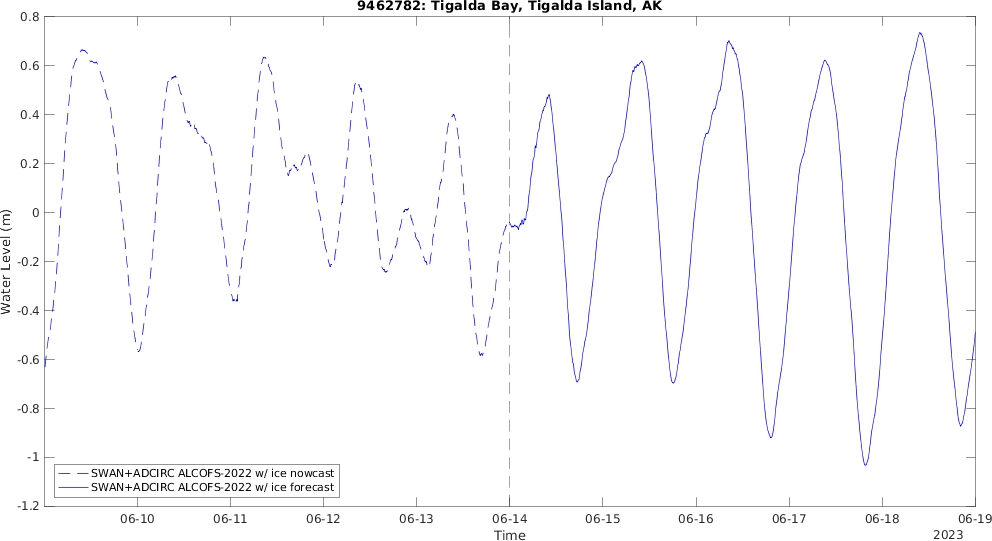 9462782: Tigalda Bay, Tigalda Island, AK
Water Level (m)
0.8
0.6
0.4
0.2
0
-0.2
-0.4
-0.6
-0.8
-1
-1.2
SWAN+ADCIRC ALCOFS-2022 w/ ice nowcast
SWAN+ADCIRC ALCOFS-2022 w/ ice forecast
06-10 06-11 06-12 06-13 06-14 06-15 06-16 06-17 06-18 06-19
Time
2023